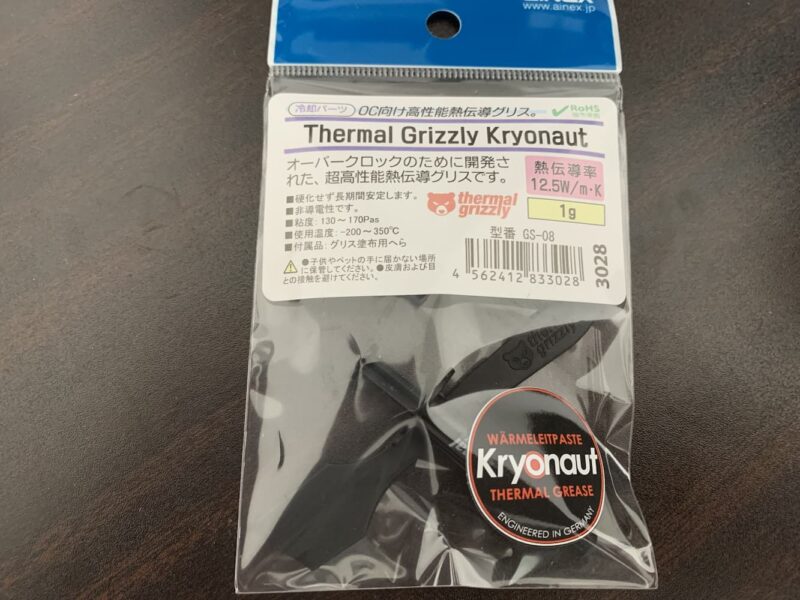 AINEX
www.ainex.jp
冷却パーツ OC向け高性能熱伝導グリス。
RoHS
Thermal Grizzly Kryonaut
オーバークロックのために開発さ
れた、超高性能熱伝導グリスです。
熱伝導率
12.5W/m・K
■硬化せず長期間安定します。
■非導電性です。
■粘度：130～170Pas
■使用温度：-200～350℃
■付属品：グリス塗布用へら
thermal
grizzly
1g
型番 GS-08
4 562412 833028
3028
●子供やペットの手に届かない場所
に保管してください。●皮膚および目
との接触を避けてください。
grizzly
WÄRMELEITPASTE
Kryonaut
THERMAL GREASE
ENGINEERED IN GERMANY